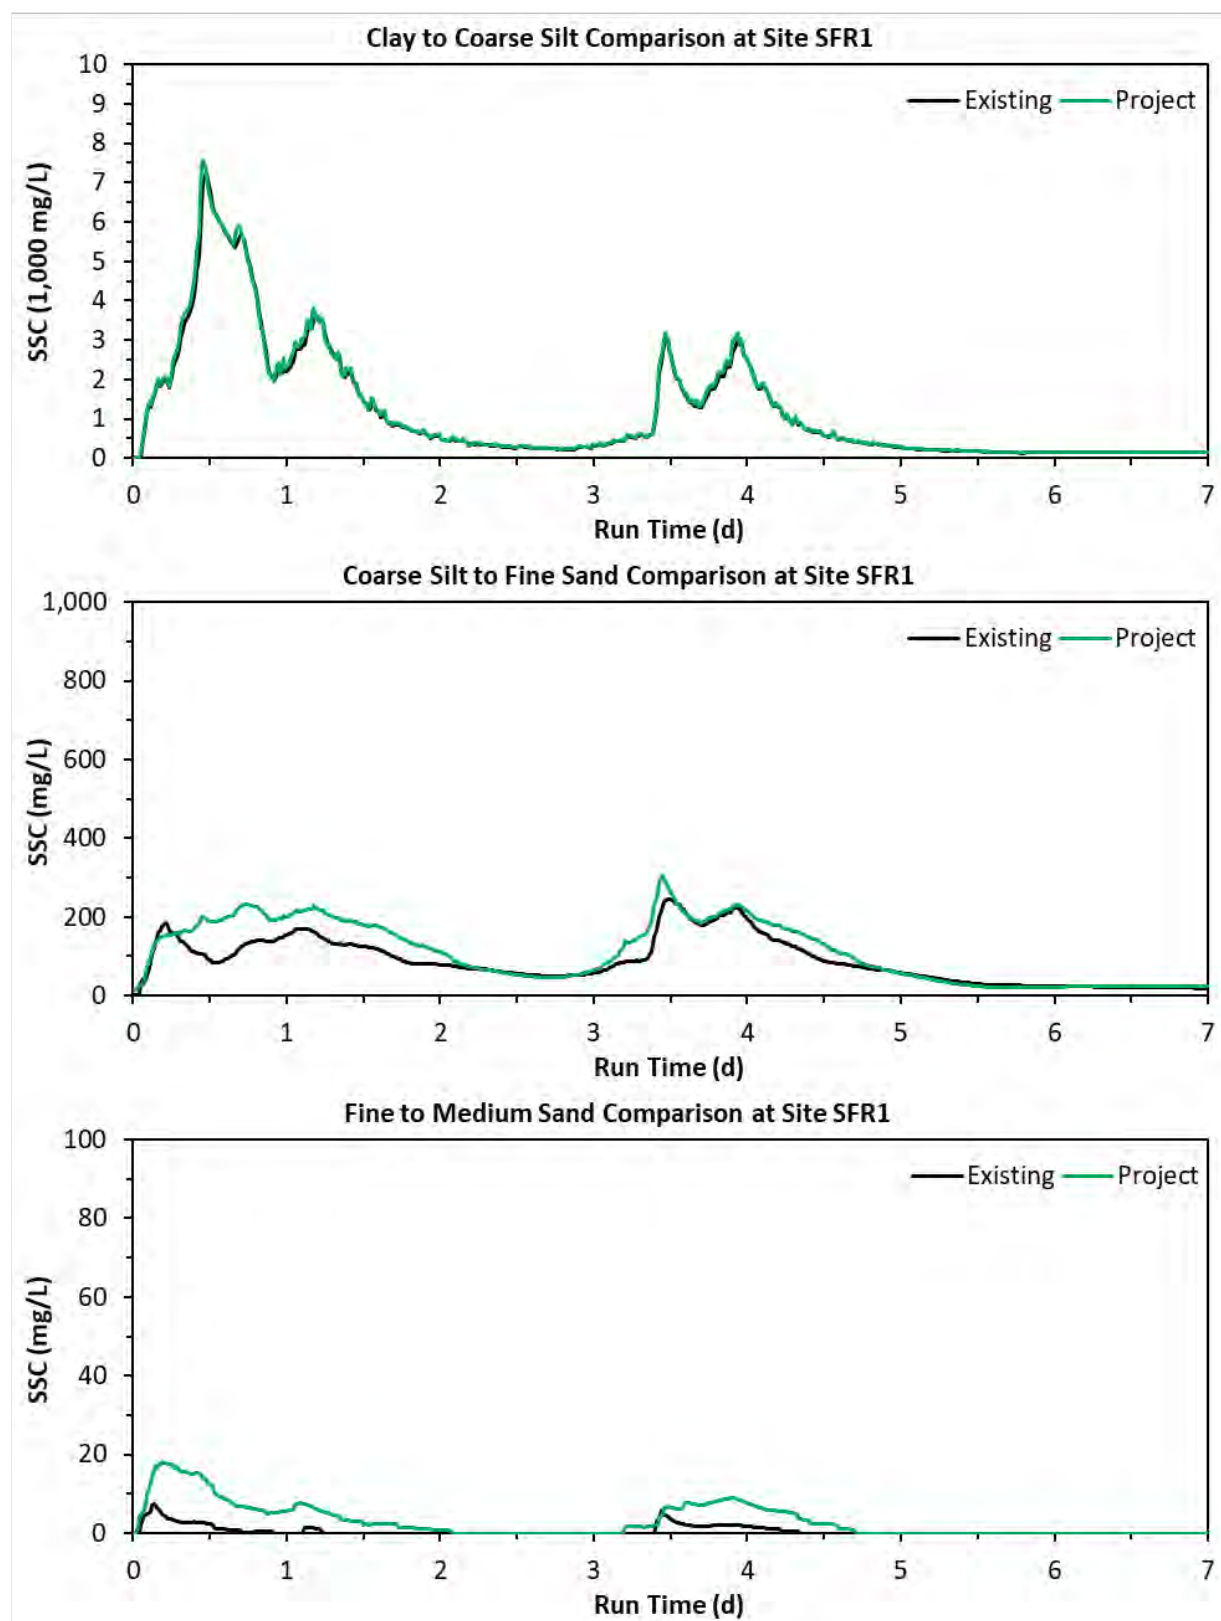 Clay to Coarse Silt Comparison at Site SFR1
10
9
8
7
6
5
4
3
2
1
0
SSC (1,000 mg/L)
Existing
Project
0 1 2 3 4 5 6 7
Run Time (d)
Coarse Silt to Fine Sand Comparison at Site SFR1
1,000
800
600
400
200
0
SSC (mg/L)
Existing
Project
0 1 2 3 4 5 6 7
Run Time (d)
Fine to Medium Sand Comparison at Site SFR1
100
80
60
40
20
0
SSC (mg/L)
Existing
Project
0 1 2 3 4 5 6 7
Run Time (d)